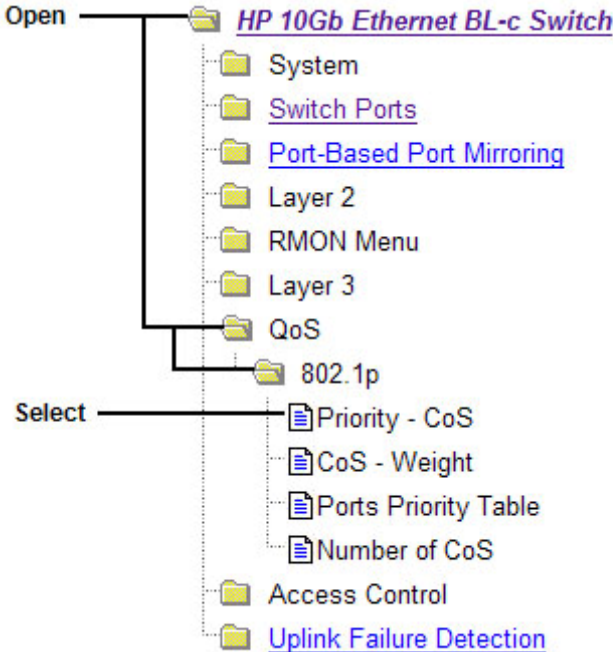 Open HP 10Gb Ethernet BL-c Switch
System
Switch Ports
Port-Based Port Mirroring
Layer 2
RMON Menu
Layer 3
QoS
802.1p
Select Priority - CoS
CoS - Weight
Ports Priority Table
Number of CoS
Access Control
Uplink Failure Detection